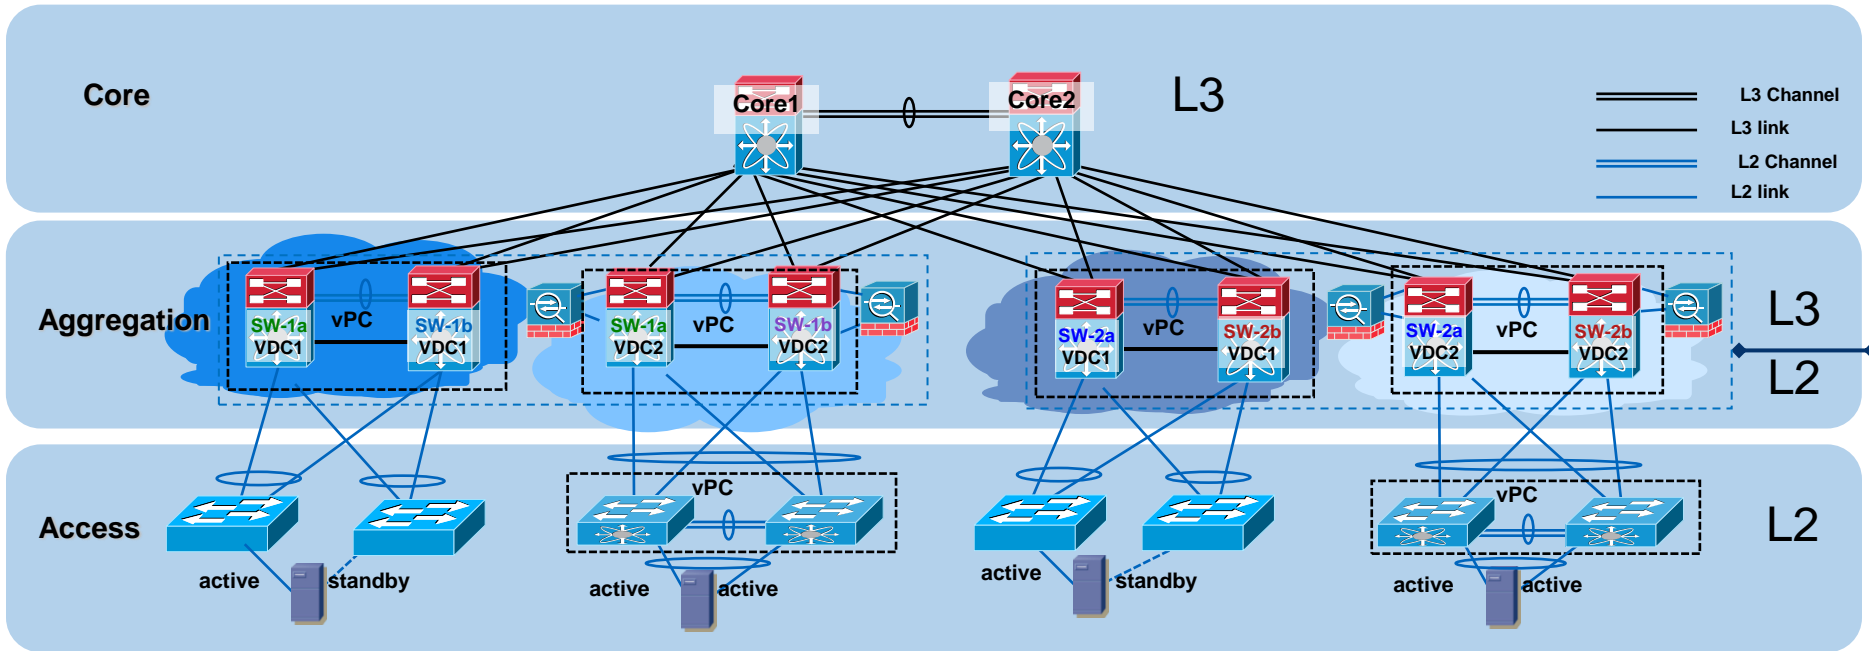 Core
Core1
Core2
L3
L3 Channel
L3 link
L2 Channel
L2 link
Aggregation
SW-1a
VDC1
vPC
SW-1b
VDC1
SW-1a
VDC2
vPC
SW-1b
VDC2
SW-2a
VDC1
vPC
SW-2b
VDC1
SW-2a
VDC2
vPC
SW-2b
VDC2
L3
L2
Access
vPC
vPC
L2
active
standby
active
active
active
standby
active
active